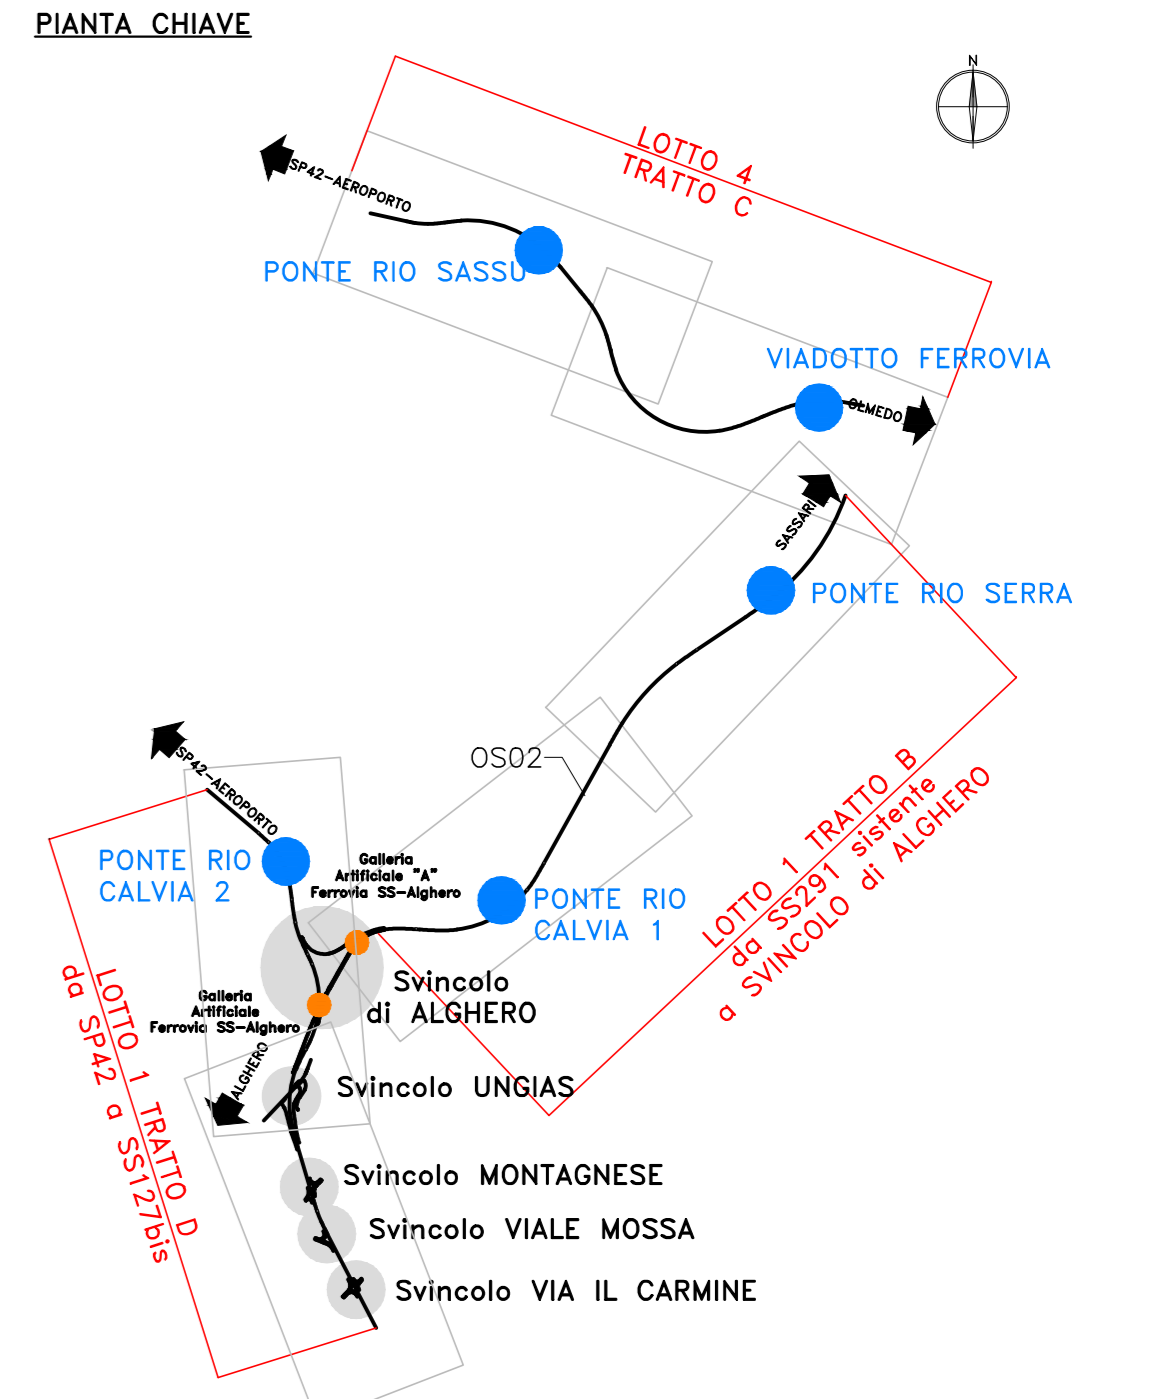 PIANTA CHIAVE
N
LOTTO 4
TRATTO C
SP42-AEROPORTO
PONTE RIO SASSU
VIADOTTO FERROVIA
OLMEDO
SASSARI
PONTE RIO SERRA
OS02
LOTTO 1 TRATTO B
da SS291 sistente
a SVINCOLO di ALGHERO
SP42-AEROPORTO
PONTE RIO
CALVIA 2
Galleria
Artificiale "A"
Ferrovia SS-Alghero
PONTE RIO
CALVIA 1
Svincolo
di ALGHERO
Galleria
Artificiale
Ferrovia SS-Alghero
ALGHERO
LOTTO 1 TRATTO D
da SP42 a SS127bis
Svincolo UNGIAS
Svincolo MONTAGNESE
Svincolo VIALE MOSSA
Svincolo VIA IL CARMINE